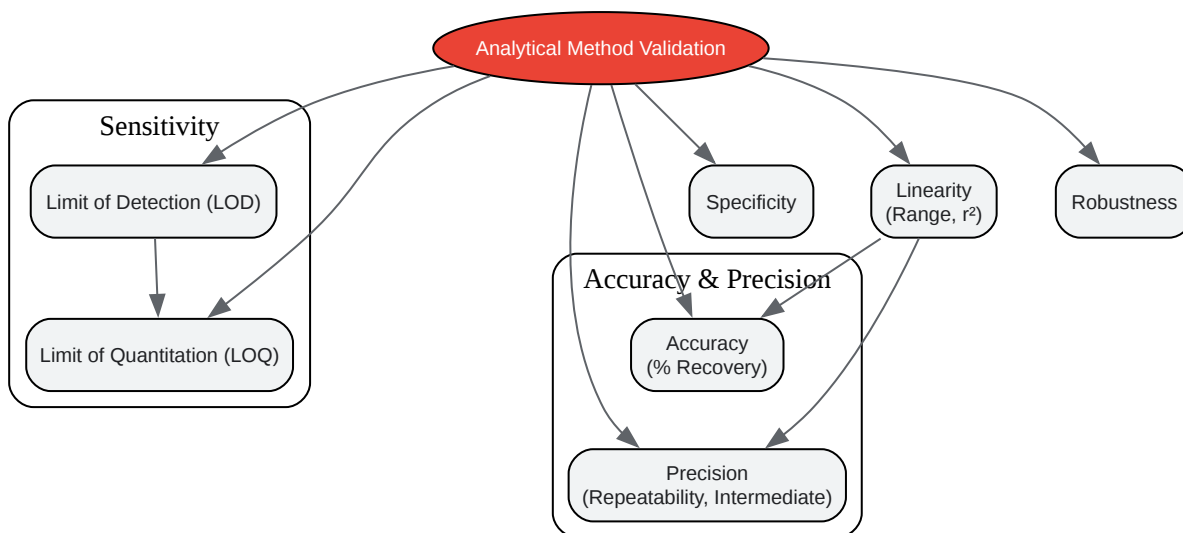 Analytical Method Validation
Sensitivity
Limit of Detection (LOD)
Specificity
Linearity
(Range, r²)
Robustness
Accuracy & Precision
Limit of Quantitation (LOQ)
Accuracy
(% Recovery)
Precision
(Repeatability, Intermediate)